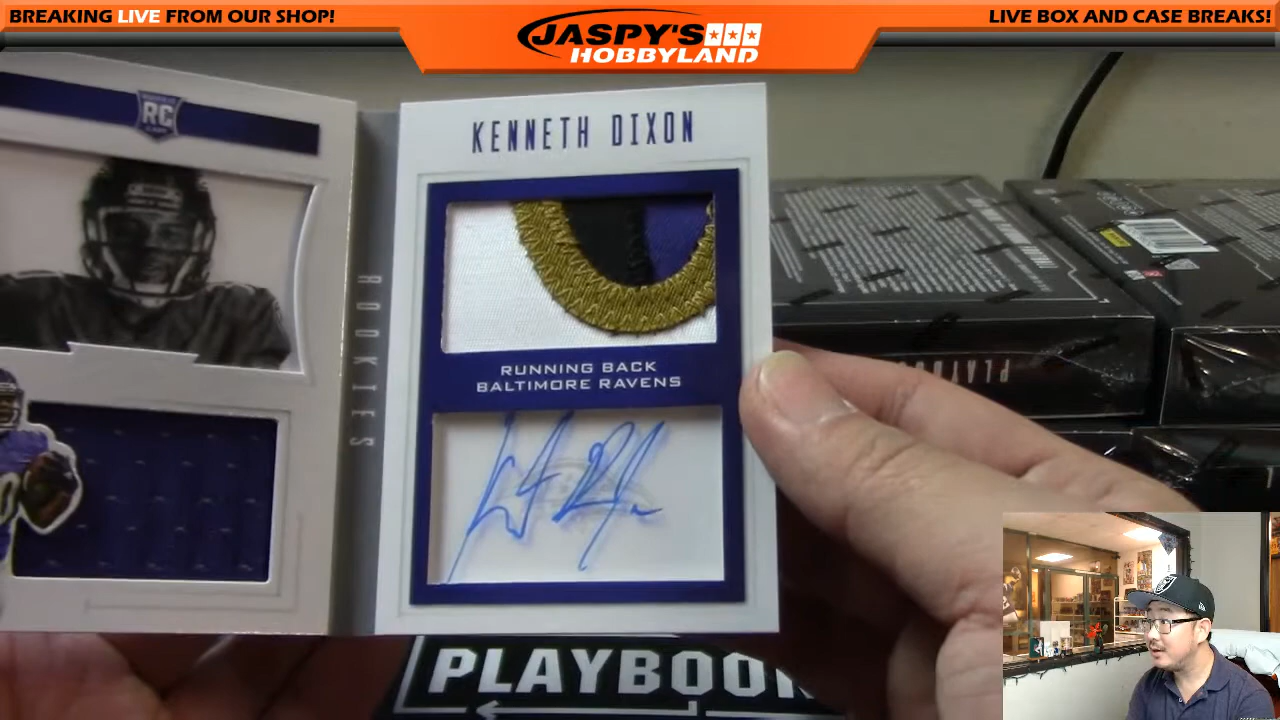 BREAKING LIVE FROM OUR SHOP!
JASPY'S
HOBBYLAND
LIVE BOX AND CASE BREAKS!
RC
ROOKIES
KENNETH DIXON
RUNNING BACK
BALTIMORE RAVENS
PLAYBOOK